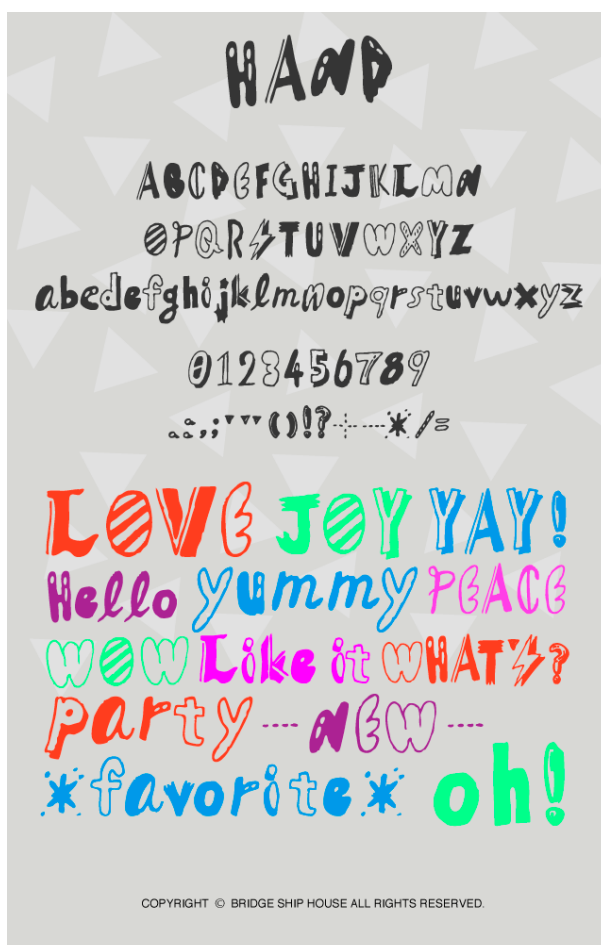 HAND
ABCDEFGHIJKLMN
OPQRSTUVWXYZ
abcdefghijklmnopqrstuvwxyz
0123456789
.:,;'""()!?+-–*/=
LOVE JOY YAY!
Hello yummy PEACE
WOW Like it WHAT'S?
party ---- NEW ----
*favorite* oh!
COPYRIGHT © BRIDGE SHIP HOUSE ALL RIGHTS RESERVED.